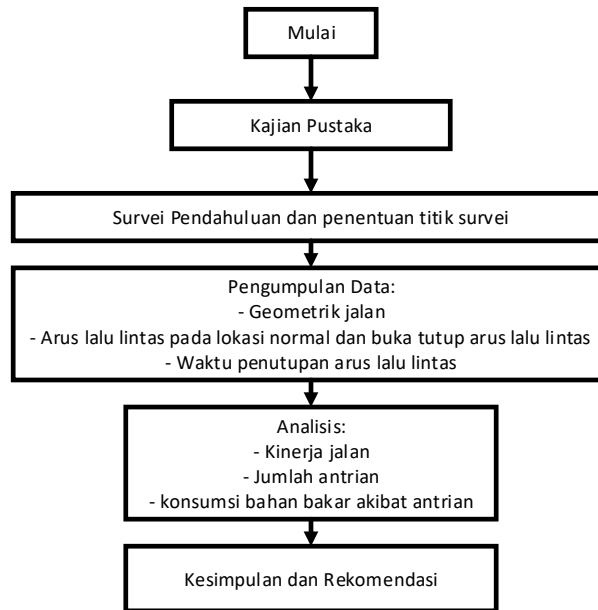 Mulai
Kajian Pustaka
Survei Pendahuluan dan penentuan titik survei
Pengumpulan Data:
- Geometrik jalan
- Arus lalu lintas pada lokasi normal dan buka tutup arus lalu lintas
- Waktu penutupan arus lalu lintas
Analisis:
- Kinerja jalan
- Jumlah antrian
- konsumsi bahan bakar akibat antrian
Kesimpulan dan Rekomendasi